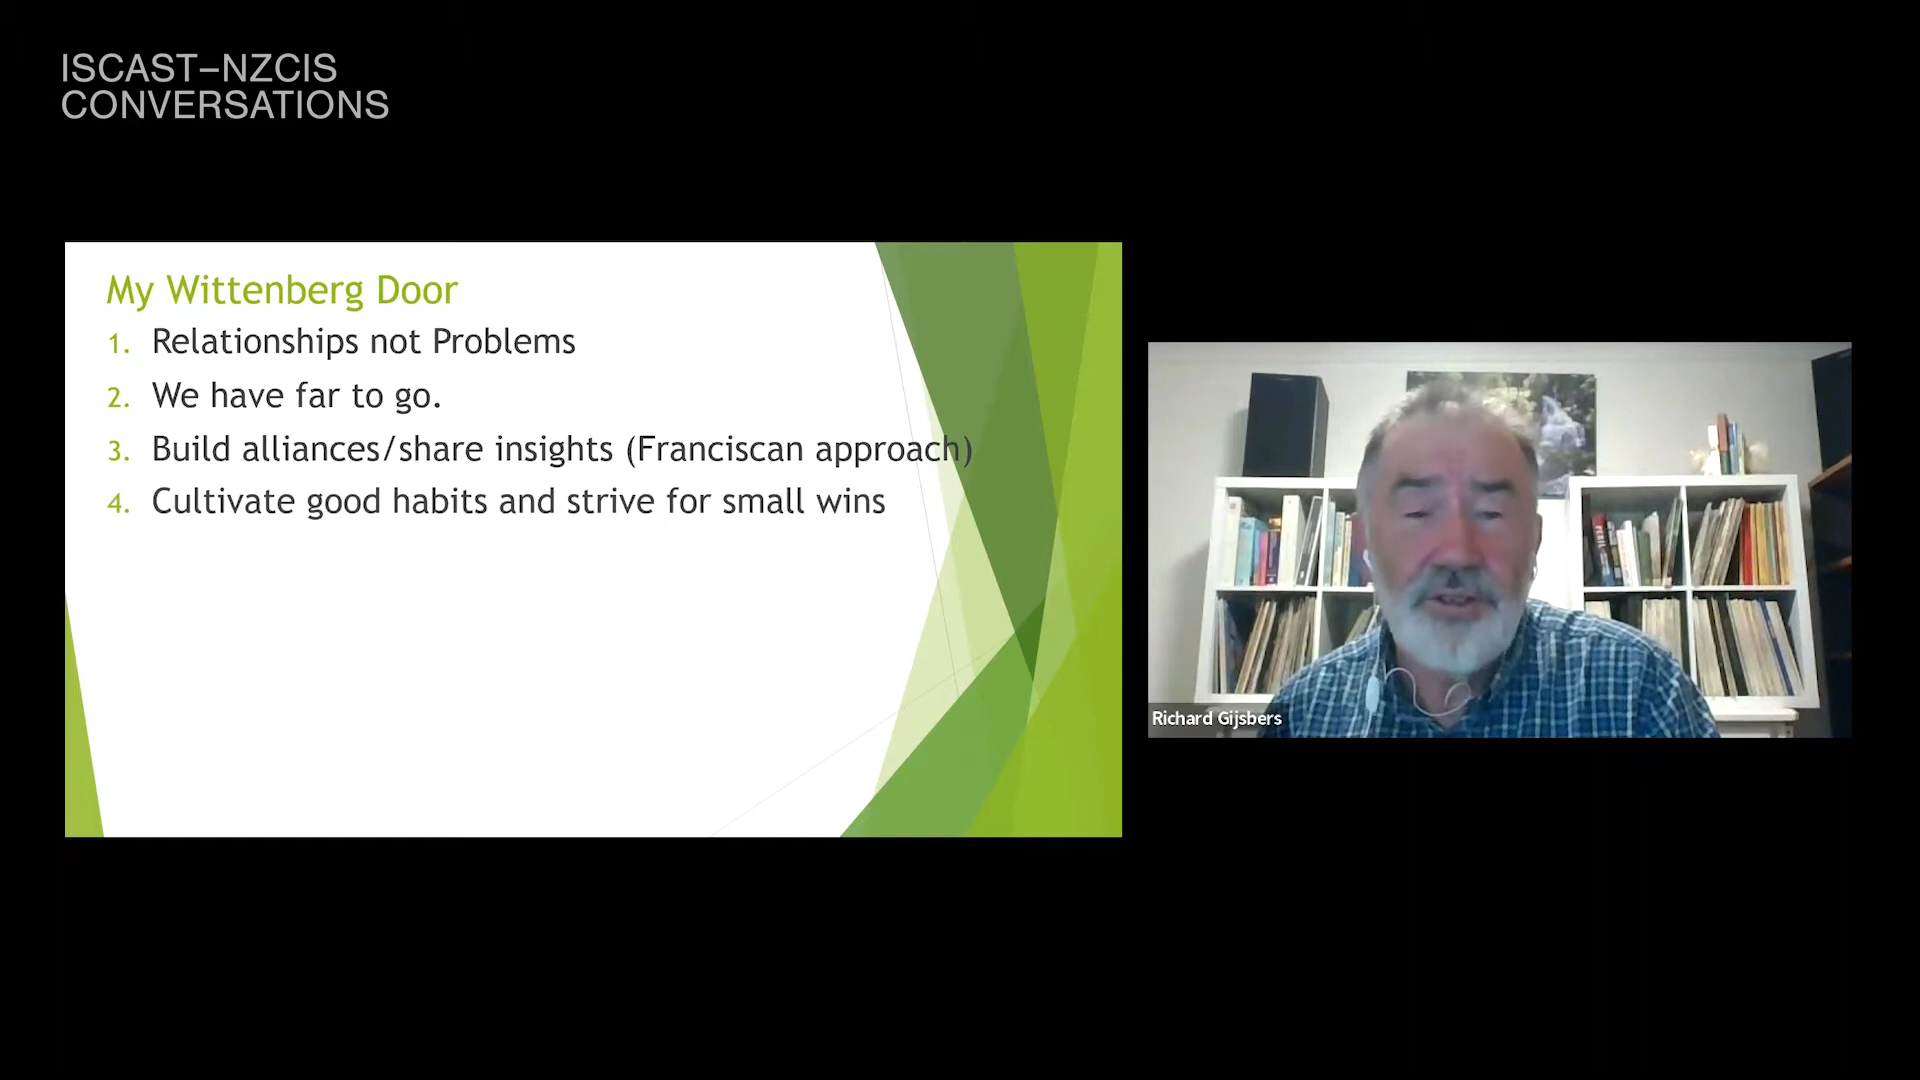 ISCAST–NZCIS
CONVERSATIONS
My Wittenberg Door
1. Relationships not Problems
2. We have far to go.
3. Build alliances/share insights (Franciscan approach)
4. Cultivate good habits and strive for small wins
Richard Gijsbers